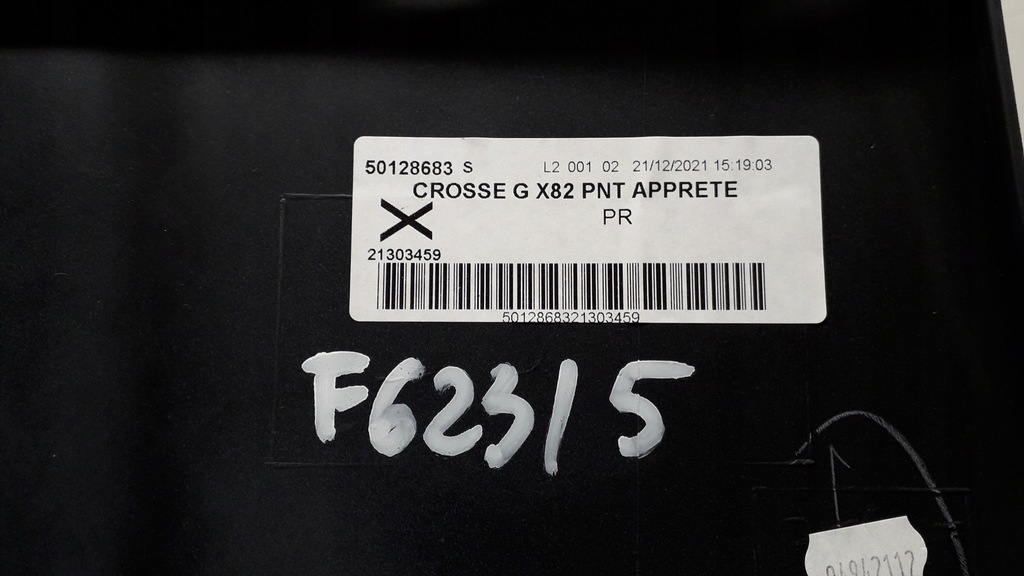 50128683 S L2 001 02 21/12/2021 15:19:03
CROSSE G X82 PNT APPRETE
PR
21303459
5012868321303459
F623/5